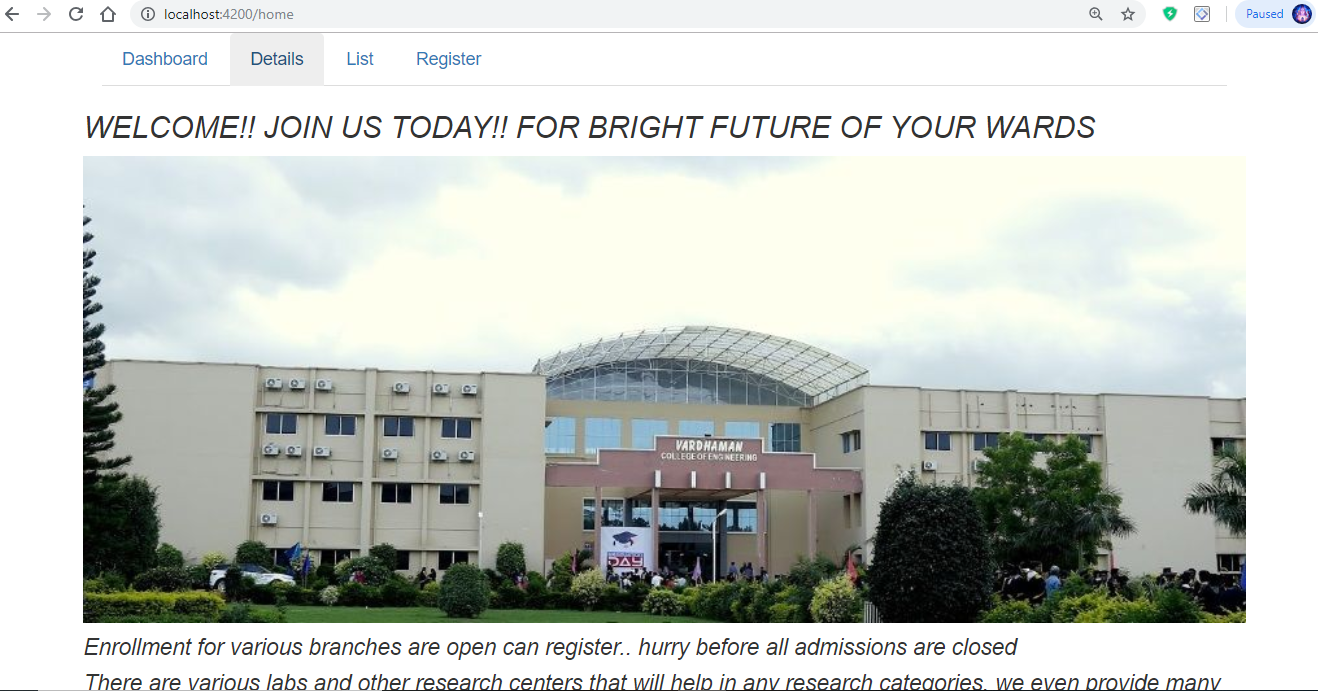 localhost:4200/home
Paused
Dashboard Details List Register
WELCOME!! JOIN US TODAY!! FOR BRIGHT FUTURE OF YOUR WARDS
VARDHAMAN
COLLEGE OF ENGINEERING
DAY
Enrollment for various branches are open can register.. hurry before all admissions are closed
There are various labs and other research centers that will help in any research categories, we even provide many